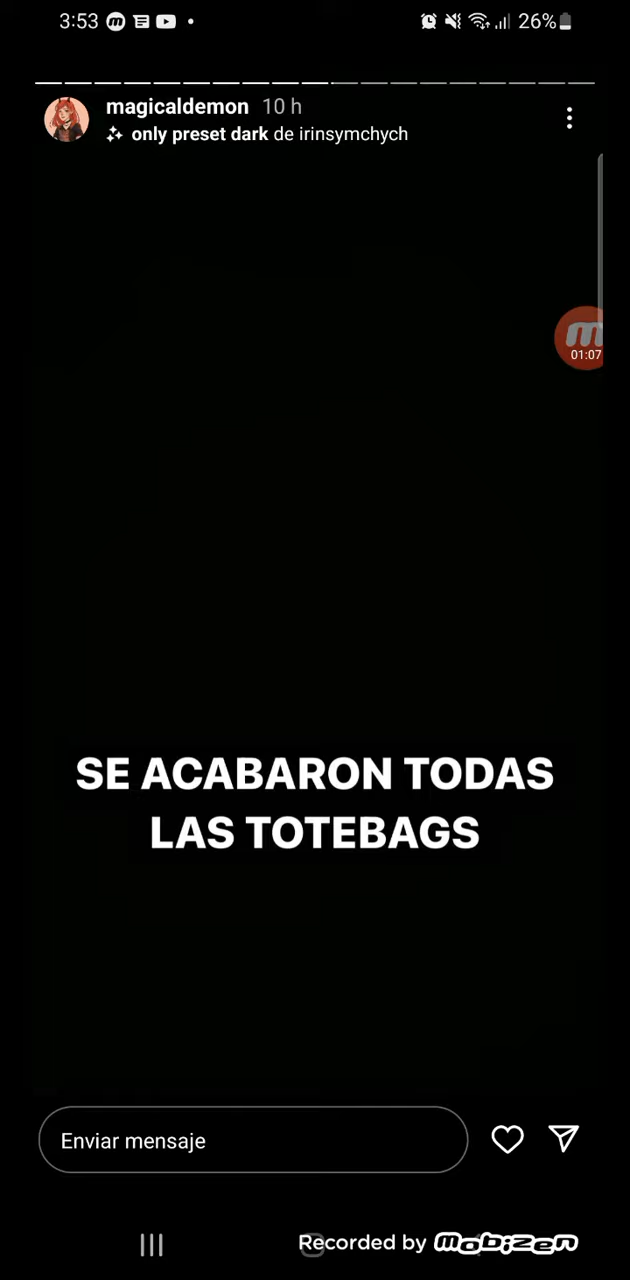 3:53 26%
magicaldemon 10 h
only preset dark de irinsymchych
01:07
SE ACABARON TODAS
LAS TOTEBAGS
Enviar mensaje
Recorded by mobizen